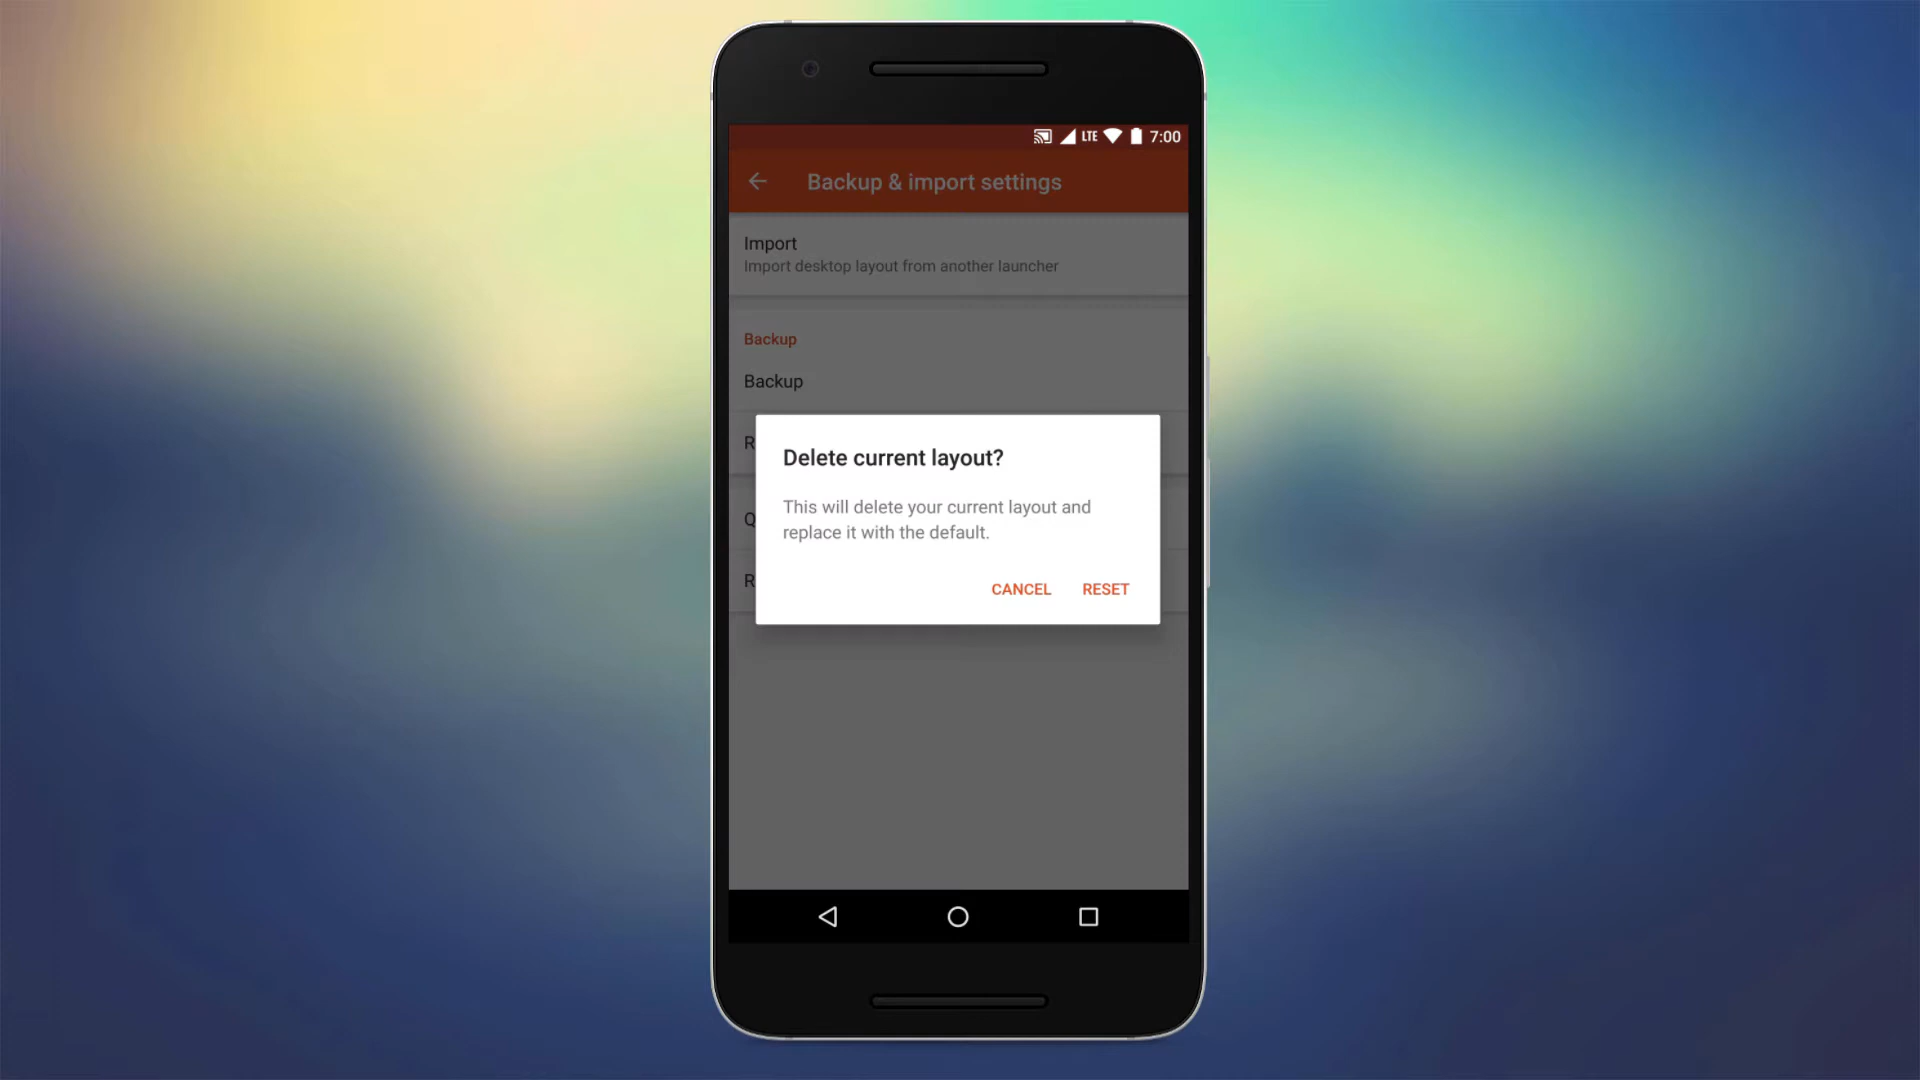 LTE 7:00
Backup & import settings
Import
Import desktop layout from another launcher
Backup
Backup
R
Delete current layout?
This will delete your current layout and
replace it with the default.
Q
R
CANCEL RESET